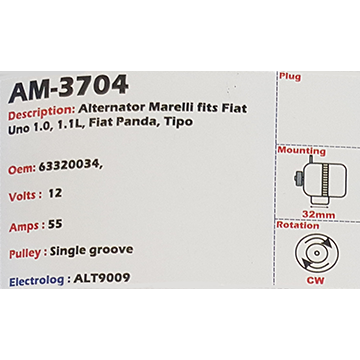 AM-3704
Description: Alternator Marelli fits Fiat
Uno 1.0, 1.1L, Fiat Panda, Tipo
Oem: 63320034,
Volts : 12
Amps : 55
Pulley : Single groove
Electrolog : ALT9009
Plug
Mounting
32mm
Rotation
CW